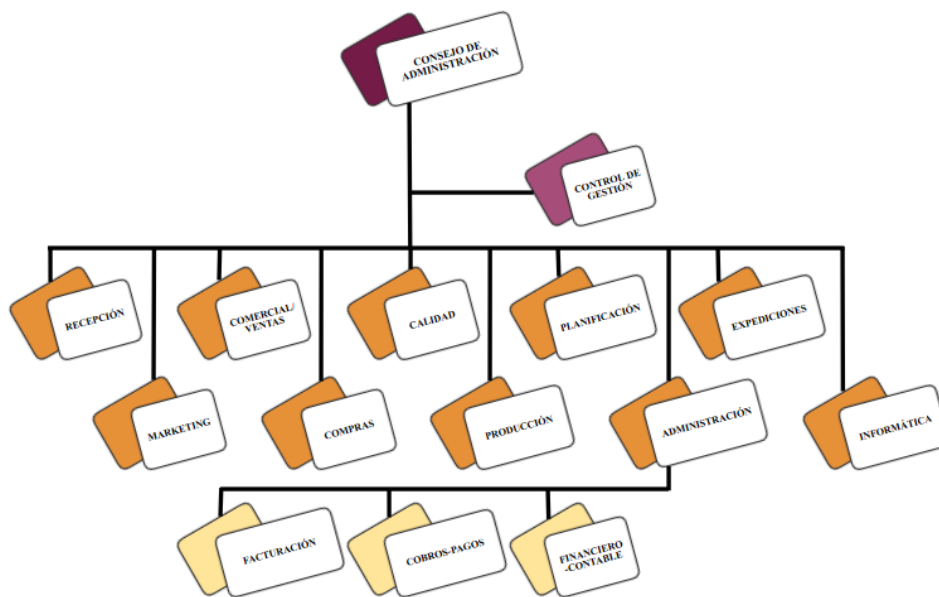 CONSEJO DE
ADMINISTRACIÓN
CONTROL DE
GESTIÓN
RECEPCIÓN
COMERCIAL/
VENTAS
CALIDAD
PLANIFICACIÓN
EXPEDICIONES
MARKETING
COMPRAS
PRODUCCIÓN
ADMINISTRACIÓN
INFORMÁTICA
FACTURACIÓN
COBROS-PAGOS
FINANCIERO
-CONTABLE